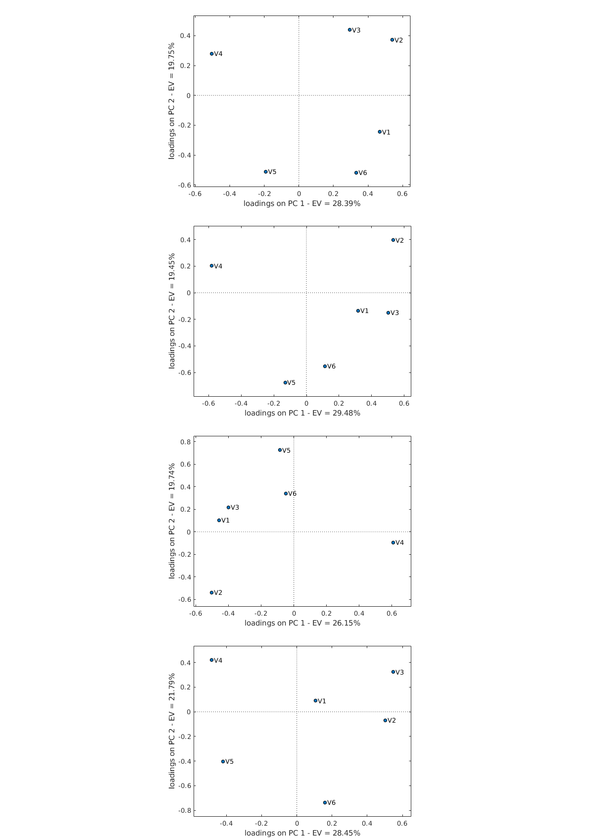 0.4
0.2
0
-0.2
-0.4
-0.6
loadings on PC 2 - EV = 19.75%
V3
V2
V4
V1
V5
V6
-0.6 -0.4 -0.2 0 0.2 0.4 0.6
loadings on PC 1 - EV = 28.39%
0.4
0.2
0
-0.2
-0.4
-0.6
loadings on PC 2 - EV = 19.45%
V2
V4
V1
V3
V6
V5
-0.6 -0.4 -0.2 0 0.2 0.4 0.6
loadings on PC 1 - EV = 29.48%
0.8
0.6
0.4
0.2
0
-0.2
-0.4
-0.6
loadings on PC 2 - EV = 19.74%
V5
V6
V3
V1
V4
V2
-0.6 -0.4 -0.2 0 0.2 0.4 0.6
loadings on PC 1 - EV = 26.15%
0.4
0.2
0
-0.2
-0.4
-0.6
-0.8
loadings on PC 2 - EV = 21.79%
V4
V3
V1
V2
V5
V6
-0.4 -0.2 0 0.2 0.4 0.6
loadings on PC 1 - EV = 28.45%